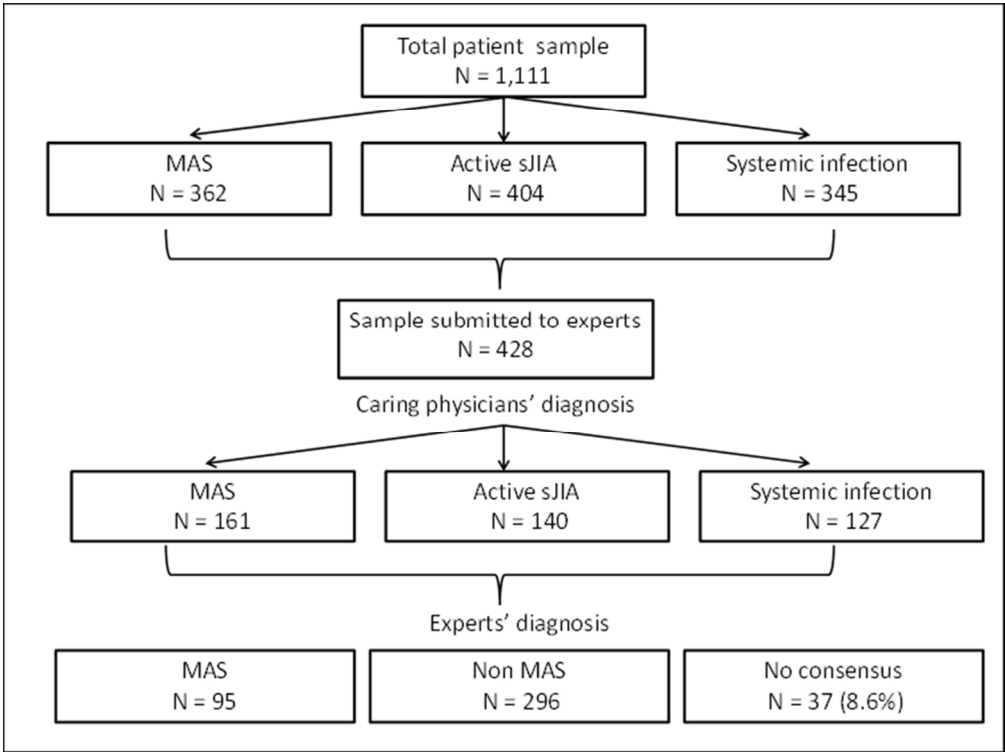 Total patient sample
N = 1,111
MAS
N = 362
Active sJIA
N = 404
Systemic infection
N = 345
Sample submitted to experts
N = 428
Caring physicians’ diagnosis
MAS
N = 161
Active sJIA
N = 140
Systemic infection
N = 127
Experts’ diagnosis
MAS
N = 95
Non MAS
N = 296
No consensus
N = 37 (8.6%)